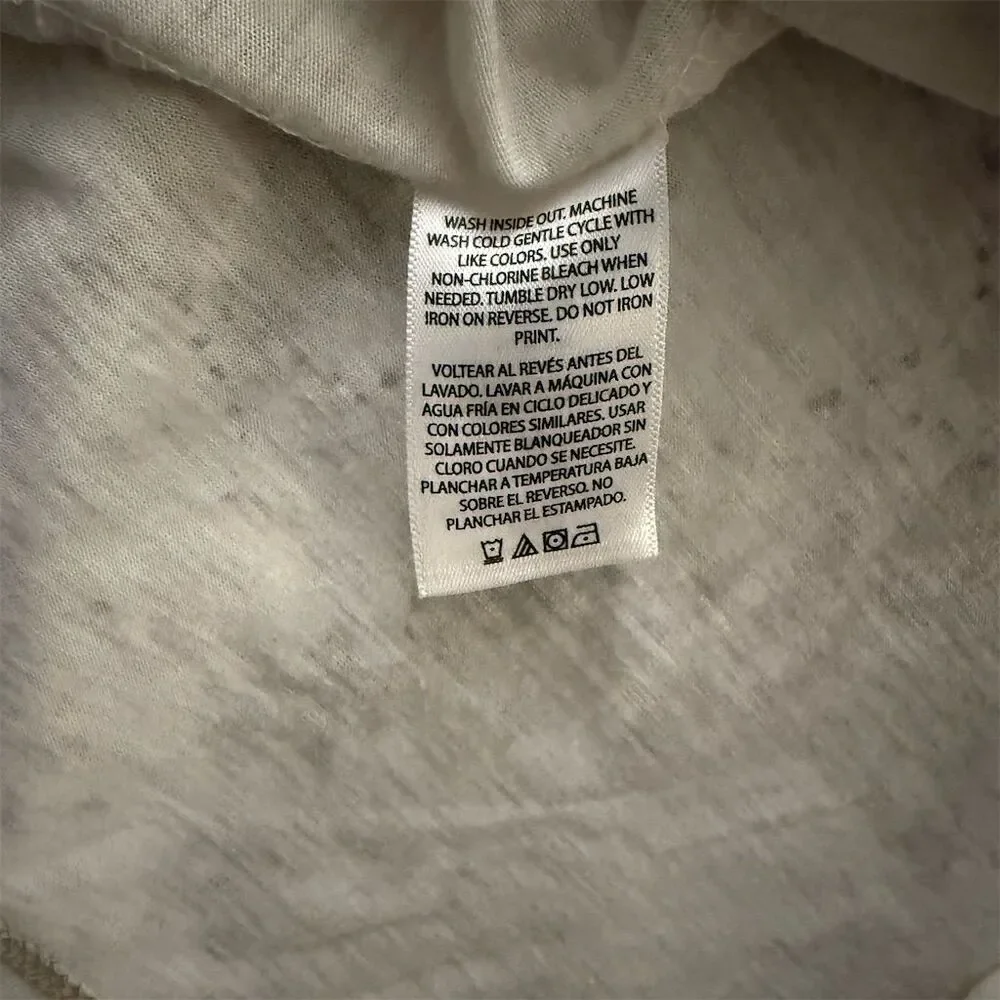 WASH INSIDE OUT. MACHINE
WASH COLD GENTLE CYCLE WITH
LIKE COLORS. USE ONLY
NON-CHLORINE BLEACH WHEN
NEEDED. TUMBLE DRY LOW. LOW
IRON ON REVERSE. DO NOT IRON
PRINT.
VOLTEAR AL REVÉS ANTES DEL
LAVADO. LAVAR A MÁQUINA CON
AGUA FRÍA EN CICLO DELICADO Y
CON COLORES SIMILARES. USAR
SOLAMENTE BLANQUEADOR SIN
CLORO CUANDO SE NECESITE.
PLANCHAR A TEMPERATURA BAJA
SOBRE EL REVERSO. NO
PLANCHAR EL ESTAMPADO.